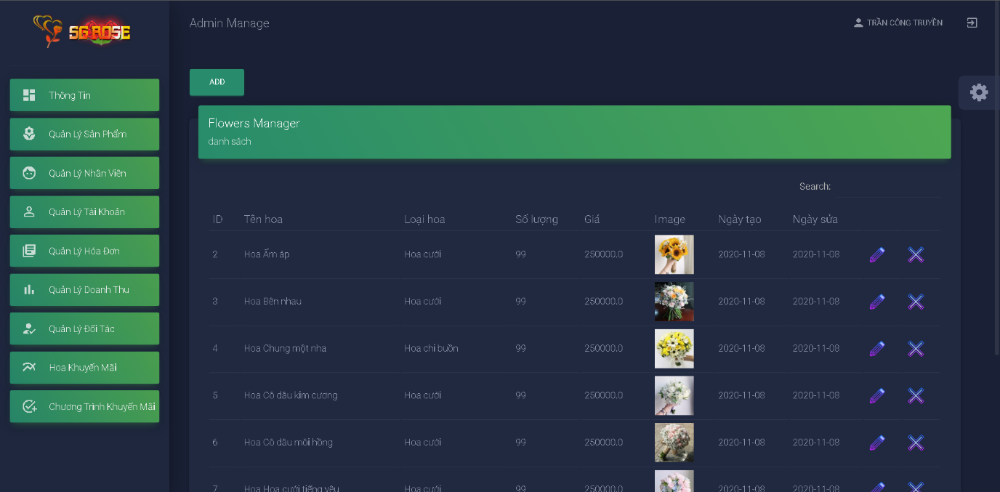 SG ROSE
Admin Manage
TRẦN CÔNG TRUYỀN
Thông Tin
Quản Lý Sản Phẩm
Quản Lý Nhân Viên
Quản Lý Tài Khoản
Quản Lý Hóa Đơn
Quản Lý Doanh Thu
Quản Lý Đối Tác
Hoa Khuyến Mãi
Chương Trình Khuyến Mãi
ADD
Flowers Manager
danh sách
Search:
ID Tên hoa Loại hoa Số lượng Giá Image Ngày tạo Ngày sửa
2 Hoa Ấm áp Hoa cưới 99 250000.0 2020-11-08 2020-11-08
3 Hoa Bên nhau Hoa cưới 99 250000.0 2020-11-08 2020-11-08
4 Hoa Chung một nha Hoa chi buồn 99 250000.0 2020-11-08 2020-11-08
5 Hoa Cô dâu kim cương Hoa cưới 99 250000.0 2020-11-08 2020-11-08
6 Hoa Cô dâu môi hồng Hoa cưới 99 250000.0 2020-11-08 2020-11-08
7 Hoa Hoa cưới tiếng yêu Hoa cưới 99 250000.0 2020-11-08 2020-11-08